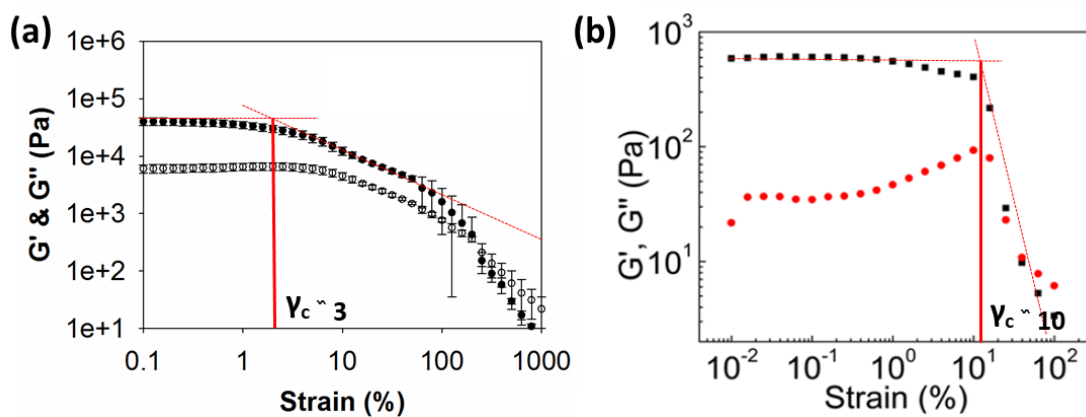 (a)
1e+6
1e+5
1e+4
1e+3
1e+2
1e+1
G' & G" (Pa)
γc ~ 3
0.1 1 10 100 1000
Strain (%)
(b)
10³
10²
10¹
G', G" (Pa)
γc ~ 10
10⁻² 10⁻¹ 10⁰ 10¹ 10²
Strain (%)